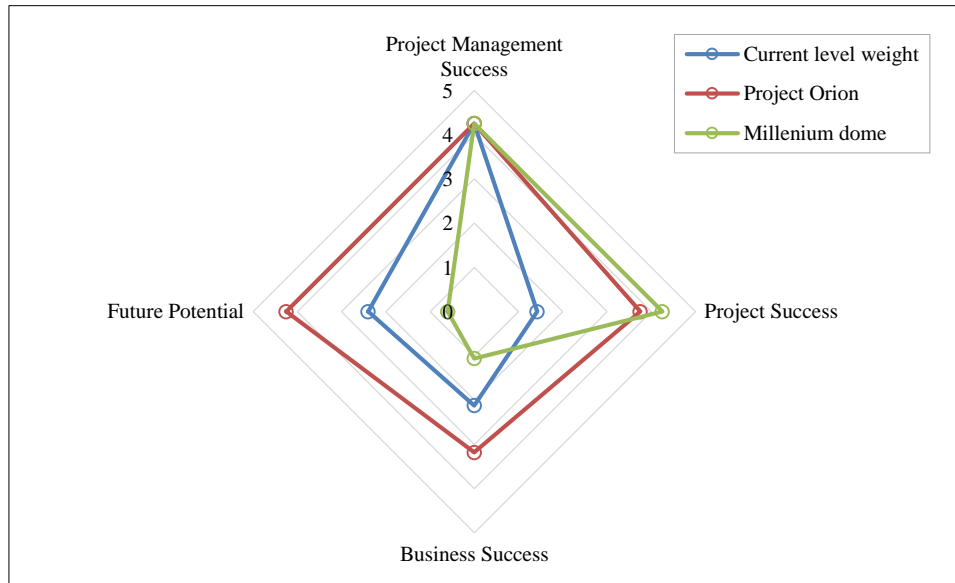 Project Management
Success
Current level weight
Project Orion
Millenium dome
5
4
3
2
1
0
Future Potential
Project Success
Business Success